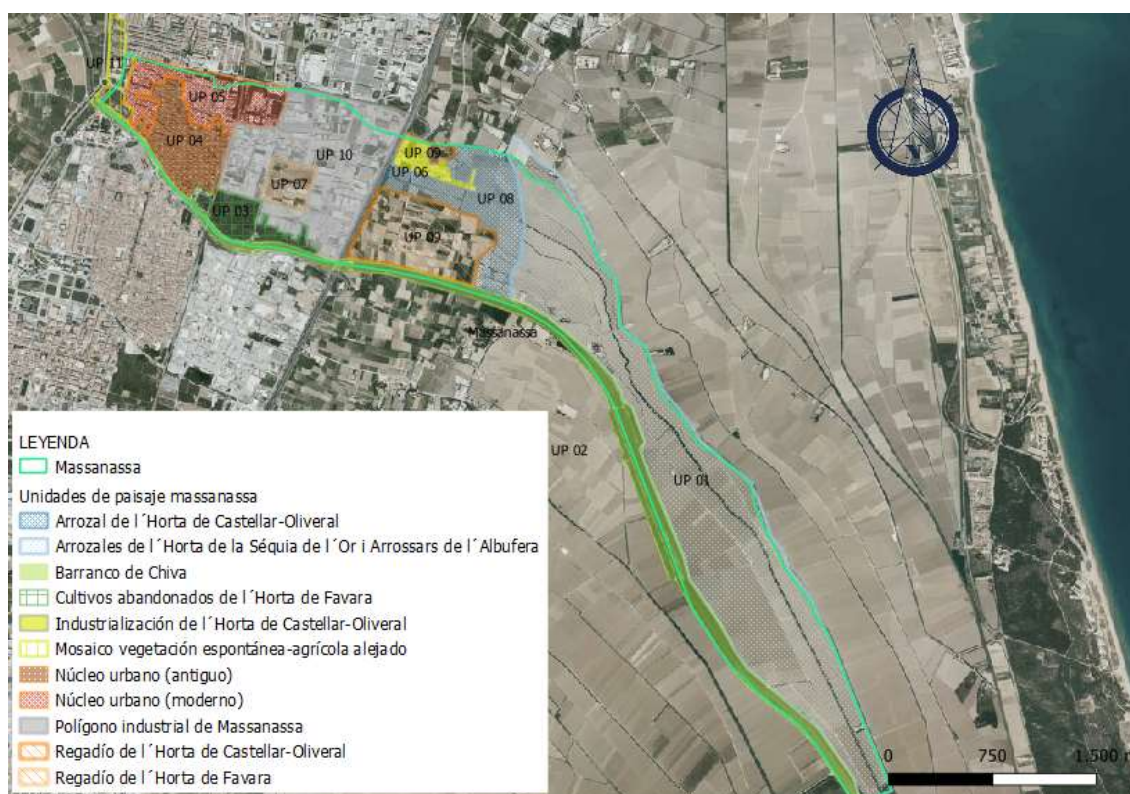 UP 11
UP 05
UP 04
UP 10
UP 09
UP 06
UP 07
UP 08
UP 03
UP 09
Massanassa
UP 02
UP 01
LEYENDA
Massanassa
Unidades de paisaje massanassa
Arrozal de l´Horta de Castellar-Oliveral
Arrozales de l´Horta de la Séquia de l´Or i Arrossars de l´Albufera
Barranco de Chiva
Cultivos abandonados de l´Horta de Favara
Industrialización de l´Horta de Castellar-Oliveral
Mosaico vegetación espontánea-agrícola alejado
Núcleo urbano (antiguo)
Núcleo urbano (moderno)
Polígono industrial de Massanassa
Regadío de l´Horta de Castellar-Oliveral
Regadío de l´Horta de Favara
0 750 1.500 m